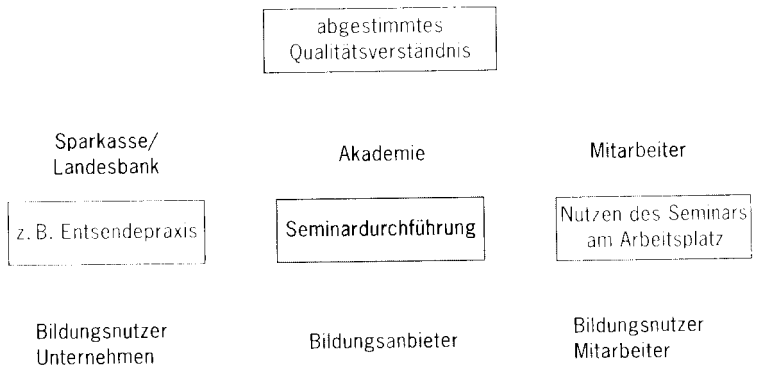 abgestimmtes
Qualitätsverständnis
Sparkasse/
Landesbank
Akademie
Mitarbeiter
z. B. Entsendepraxis
Seminardurchführung
Nutzen des Seminars
am Arbeitsplatz
Bildungsnutzer
Unternehmen
Bildungsanbieter
Bildungsnutzer
Mitarbeiter